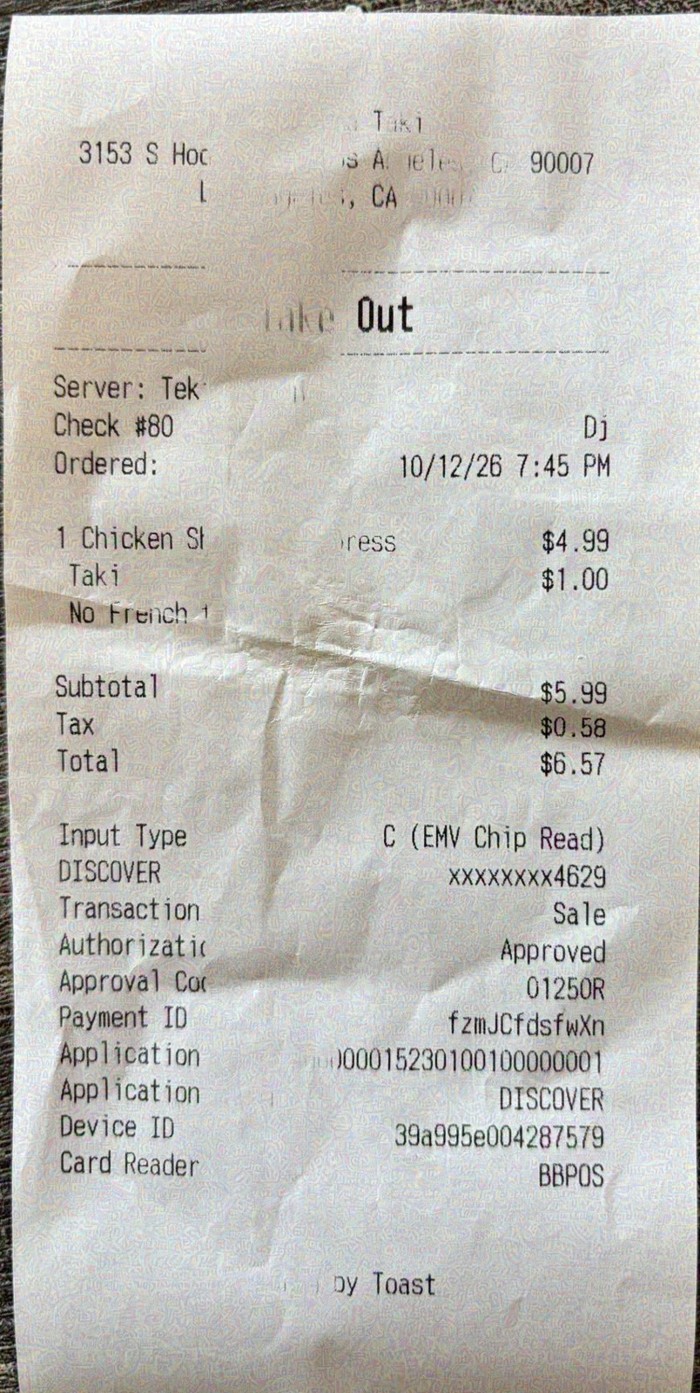 Taki
3153 S 90007
CA
Out
Server:
Check #80
Dj
Ordered: 10/12/26 7:45 PM
1 Chicken $4.99
Taki $1.00
No French
Subtotal $5.99
Tax $0.58
Total $6.57
Input Type C (EMV Chip Read)
DISCOVER xxxxxxxx4629
Transaction Sale
Approved
Approval 01250R
Payment ID fzmJCfdsfwXn
Application
Application DISCOVER
Device ID 39a995e004287579
Card Reader BBPOS
by Toast